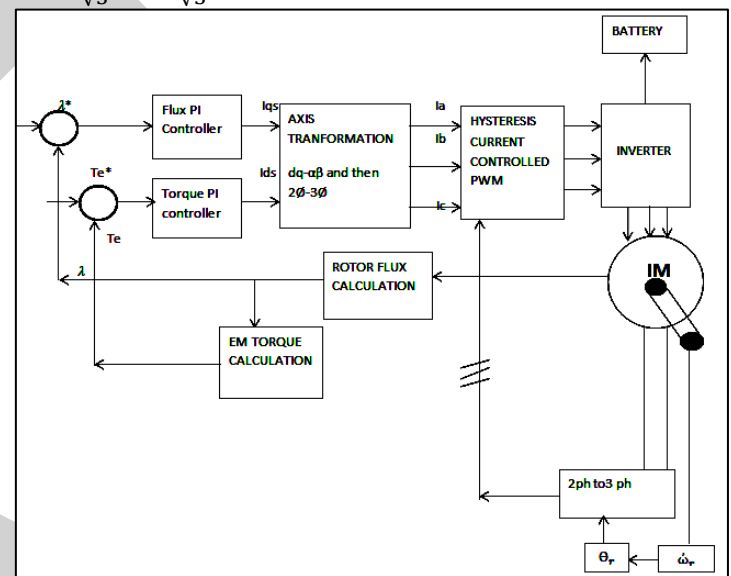 BATTERY
λ*
Flux PI
Controller
Iqs
AXIS
TRANFORMATION
dq-αβ and then
2Ø-3Ø
Ia
Ib
Ic
HYSTERESIS
CURRENT
CONTROLLED
PWM
INVERTER
Te*
Torque PI
controller
Ids
Te
λ
ROTOR FLUX
CALCULATION
IM
EM TORQUE
CALCULATION
2ph to3 ph
Θᵣ
ώᵣ